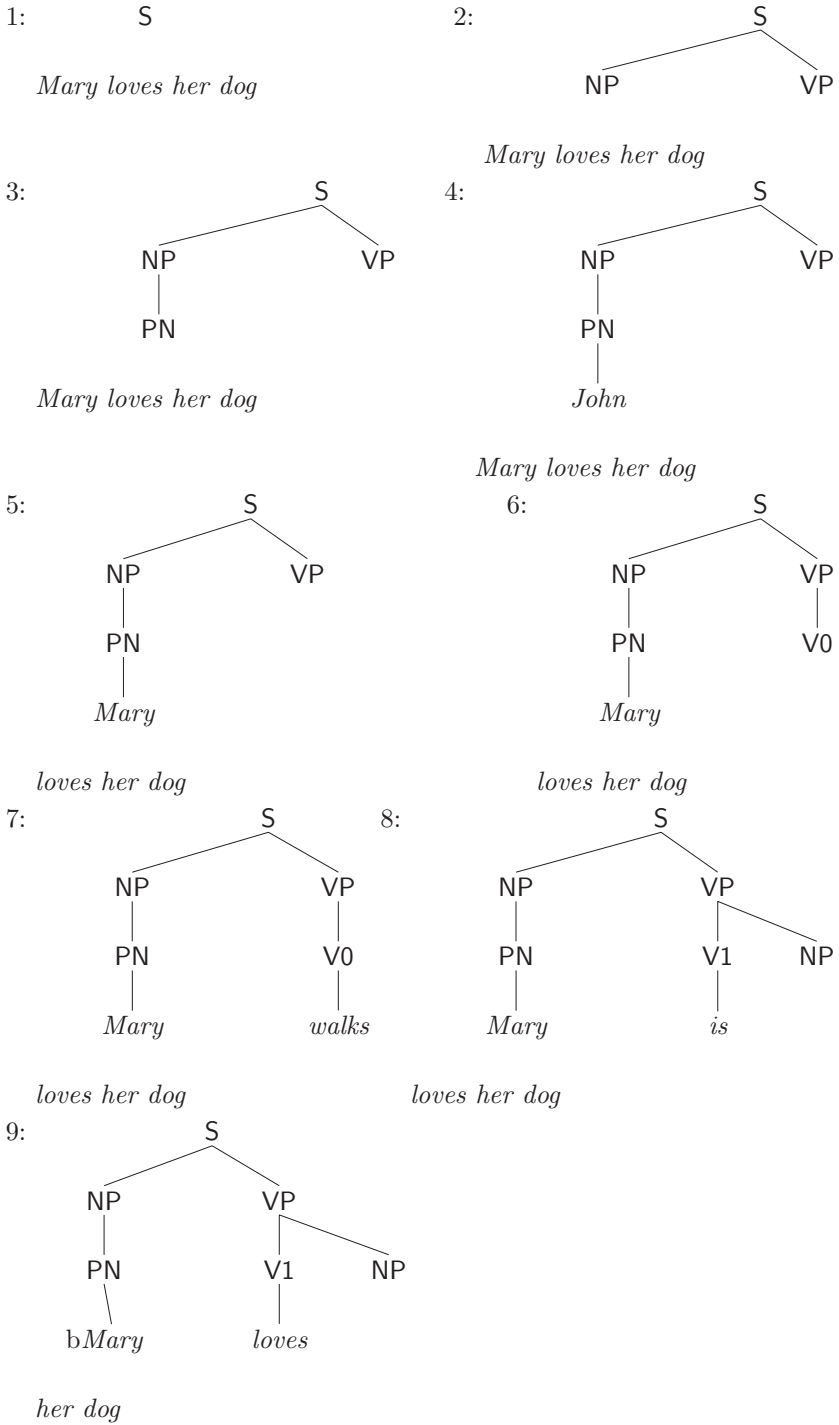 1: S
Mary loves her dog
2: S
NP VP
Mary loves her dog
3: S
NP VP
PN
Mary loves her dog
4: S
NP VP
PN
John
Mary loves her dog
5: S
NP VP
PN
Mary
loves her dog
6: S
NP VP
PN V0
Mary
loves her dog
7: S
NP VP
PN V0
Mary walks
loves her dog
8: S
NP VP
PN V1 NP
Mary is
loves her dog
9: S
NP VP
PN V1 NP
bMary loves
her dog